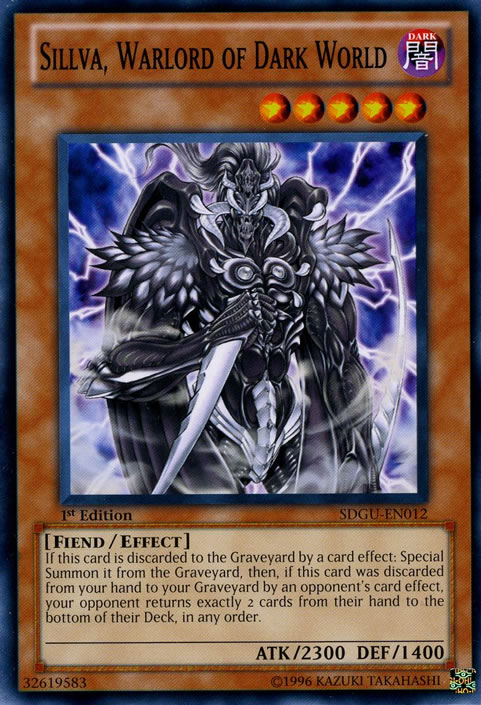 SILLVA, WARLORD OF DARK WORLD
DARK
闇
1st Edition
SDGU-EN012
[FIEND / EFFECT]
If this card is discarded to the Graveyard by a card effect: Special
Summon it from the Graveyard, then, if this card was discarded
from your hand to your Graveyard by an opponent's card effect,
your opponent returns exactly 2 cards from their hand to the
bottom of their Deck, in any order.
ATK/2300 DEF/1400
32619583
©1996 KAZUKI TAKAHASHI